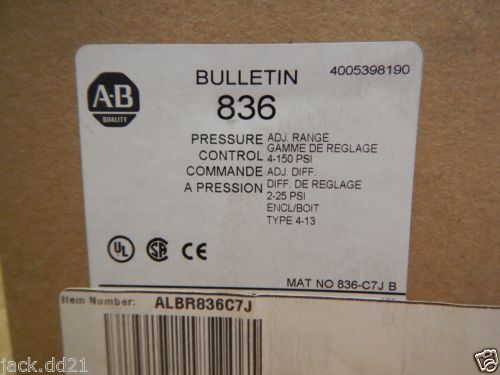 A-B
QUALITY
BULLETIN
836
4005398190
PRESSURE
CONTROL
COMMANDE
A PRESSION
ADJ. RANGE
GAMME DE REGLAGE
4-150 PSI
ADJ. DIFF.
DIFF. DE REGLAGE
2-25 PSI
ENCL/BOIT
TYPE 4-13
UL
SA
CE
MAT NO 836-C7J B
Item Number: ALBR836C7J
jack.dd21